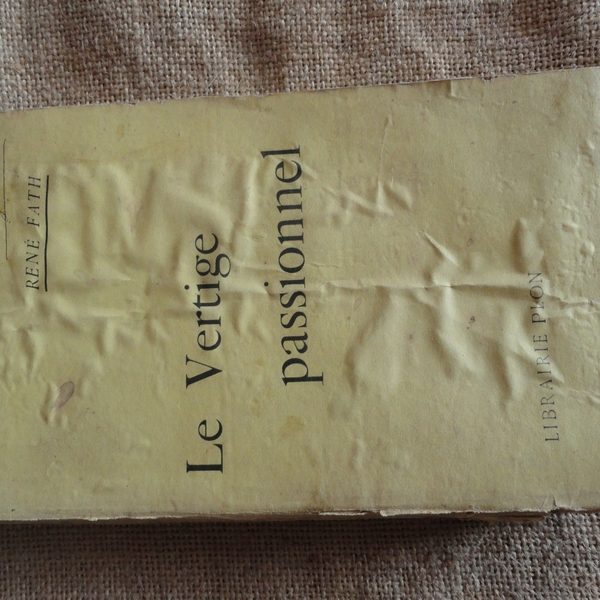 RENÉ FATH
Le Vertige
passionnel
LIBRAIRIE PLON